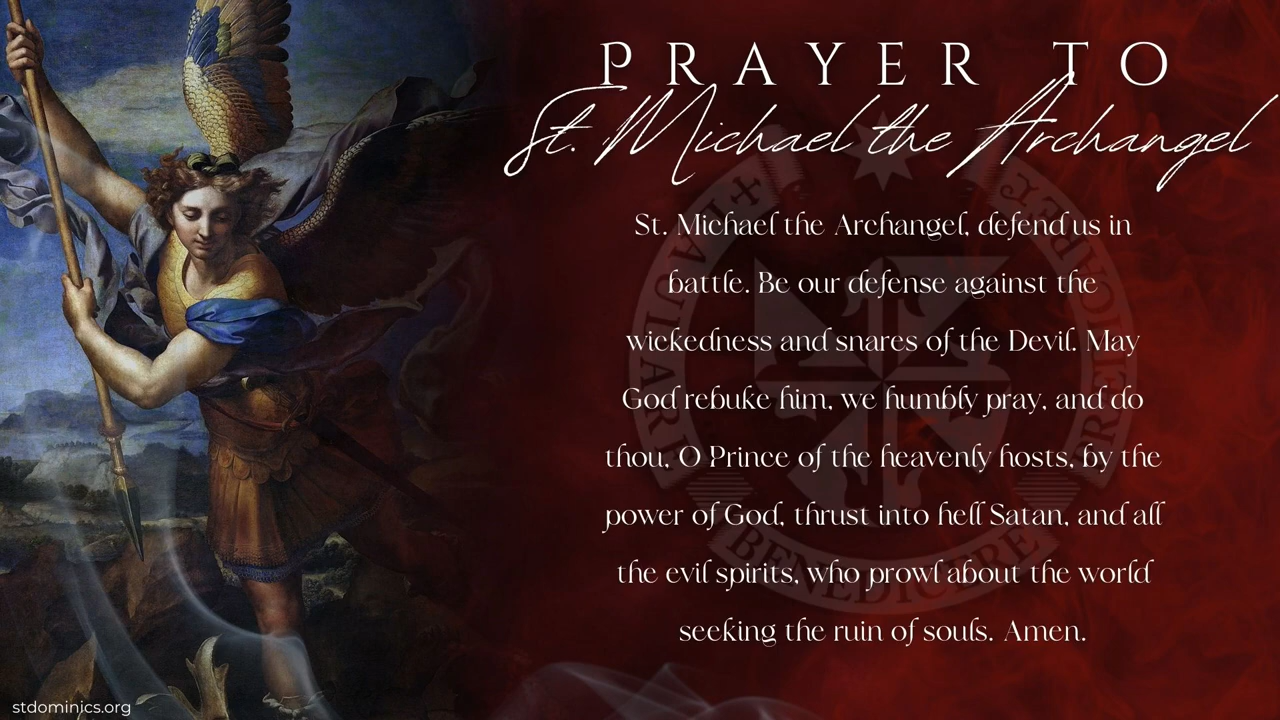 PRAYER TO
St. Michael the Archangel
St. Michael the Archangel, defend us in
battle. Be our defense against the
wickedness and snares of the Devil. May
God rebuke him, we humbly pray, and do
thou, O Prince of the heavenly hosts, by the
power of God, thrust into hell Satan, and all
the evil spirits, who prowl about the world
seeking the ruin of souls. Amen.
BENEDICERE
stdominics.org